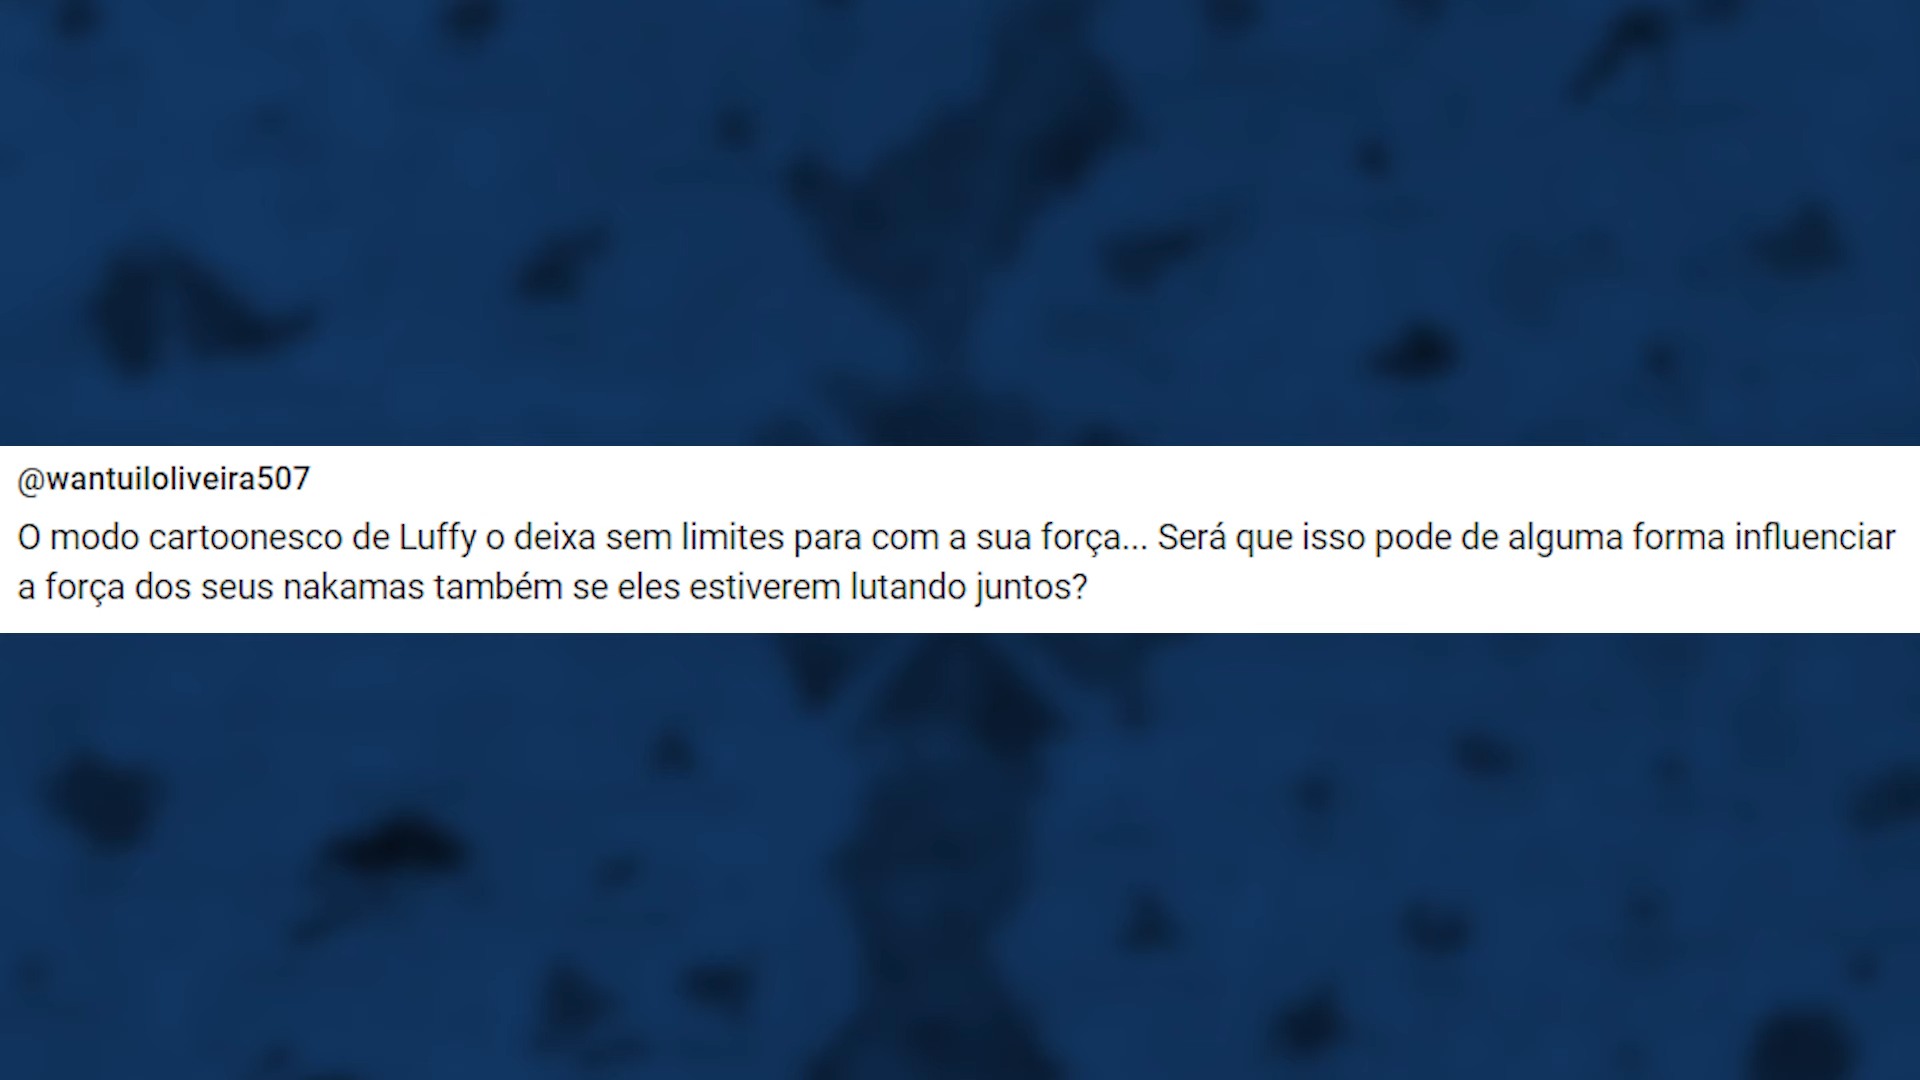 @wantuiloliveira507
O modo cartoonesco de Luffy o deixa sem limites para com a sua força... Será que isso pode de alguma forma influenciar
a força dos seus nakamas também se eles estiverem lutando juntos?